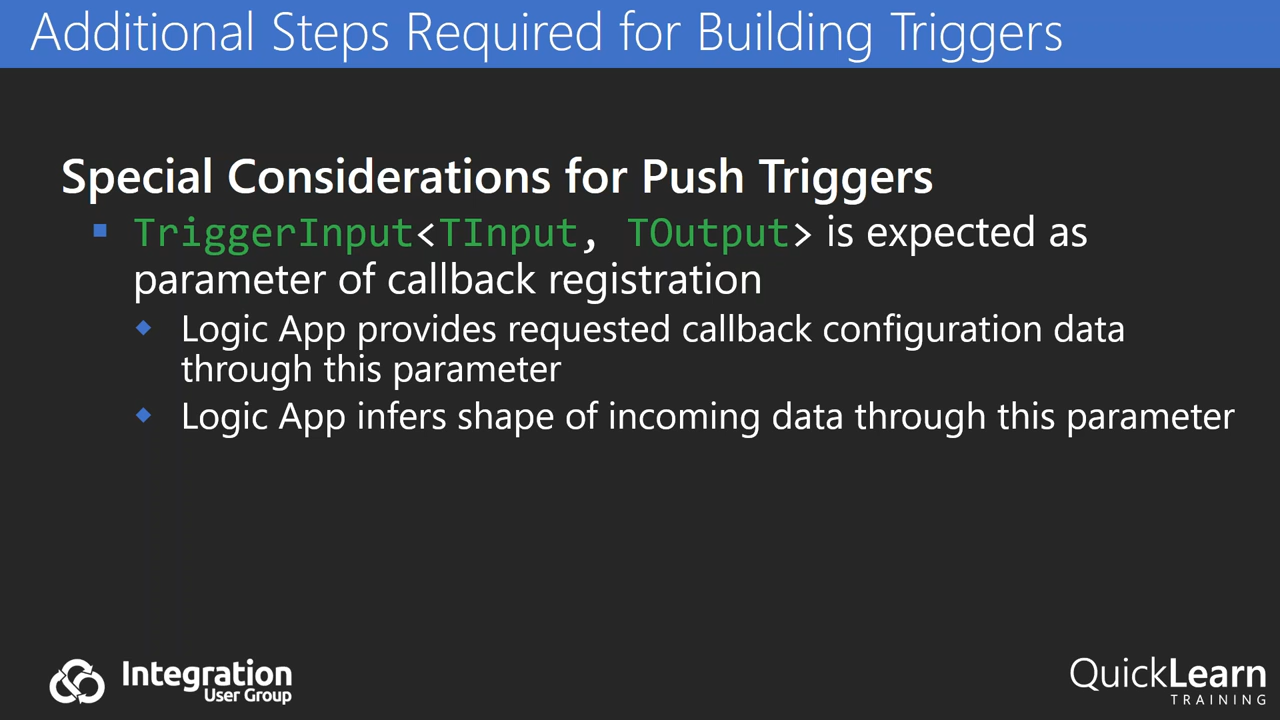 Additional Steps Required for Building Triggers
Special Considerations for Push Triggers
TriggerInput<TInput, TOutput> is expected as
parameter of callback registration
Logic App provides requested callback configuration data
through this parameter
Logic App infers shape of incoming data through this parameter
Integration
User Group
QuickLearn
TRAINING